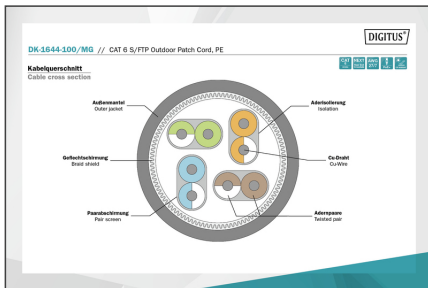 DIGITUS®
DK-1644-100/MG // CAT 6 S/FTP Outdoor Patch Cord, PE
Kabelquerschnitt
Cable cross section
Außenmantel
Outer jacket
Aderisolierung
Isolation
Geflechtschirmung
Braid shield
Cu-Draht
Cu-Wire
Paarabschirmung
Pair screen
Adernpaare
Twisted pair